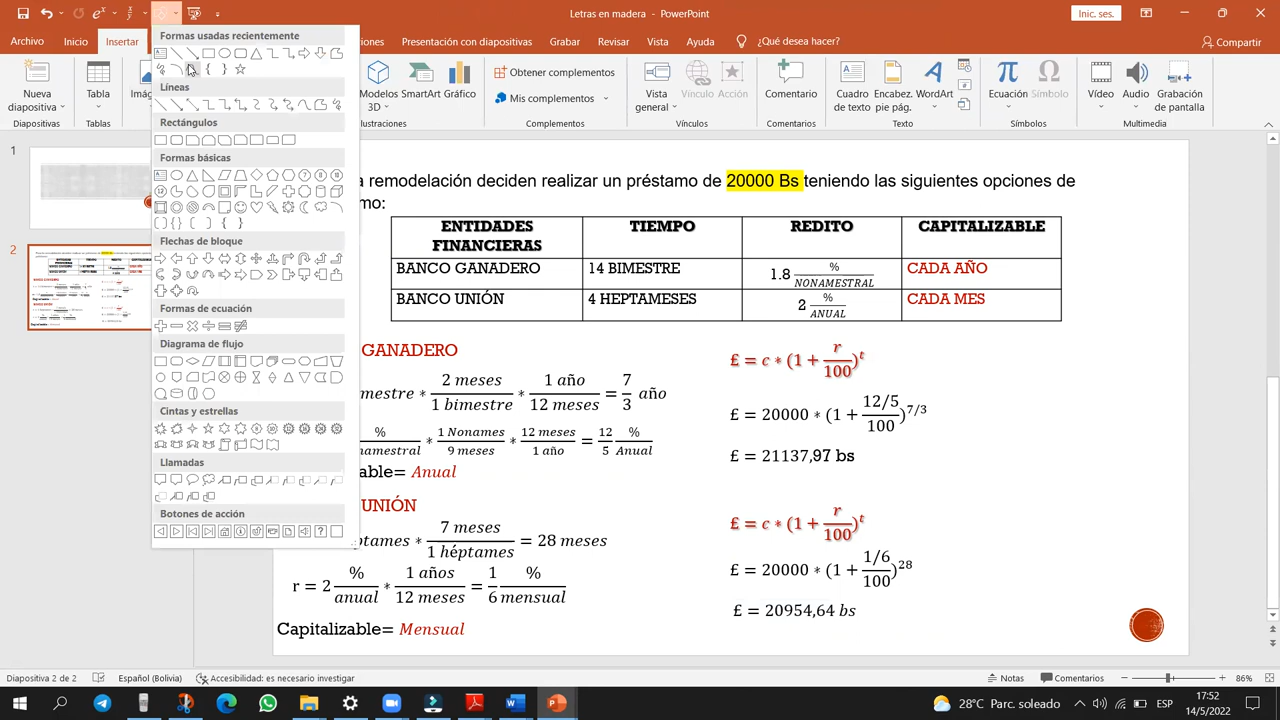 Letras en madera - PowerPoint
Inic. ses.
Archivo Inicio Insertar Presentación con diapositivas Grabar Revisar Vista Ayuda Acrobat ¿Qué desea hacer? Compartir
Formas usadas recientemente
Líneas
Rectángulos
Formas básicas
Flechas de bloque
Formas de ecuación
Diagrama de flujo
Cintas y estrellas
Llamadas
Botones de acción
Nueva diapositiva
Diapositivas
Tabla
Tablas
Modelos 3D
SmartArt
Gráfico
Obtener complementos
Mis complementos
Complementos
Vista general
Vínculo
Acción
Vínculos
Comentario
Comentarios
Cuadro de texto
Encabez. pie pág.
WordArt
Texto
Ecuación
Símbolo
Símbolos
Vídeo
Audio
Grabación de pantalla
Multimedia
1
2
a remodelación deciden realizar un préstamo de 20000 Bs teniendo las siguientes opciones de
mo:
ENTIDADES FINANCIERAS TIEMPO REDITO CAPITALIZABLE
BANCO GANADERO 14 BIMESTRE 1.8 %/NONAMESTRAL CADA AÑO
BANCO UNIÓN 4 HEPTAMESES 2 %/ANUAL CADA MES
GANADERO
mestre ∗ 2 meses/1 bimestre ∗ 1 año/12 meses = 7/3 año
%/namestral ∗ 1 Nonames/9 meses ∗ 12 meses/1 año = 12/5 %/Anual
able= Anual
£ = c ∗ (1 + r/100)^t
£ = 20000 ∗ (1 + 12/5/100)^7/3
£ = 21137,97 bs
UNIÓN
ptames ∗ 7 meses/1 héptames = 28 meses
r = 2 %/anual ∗ 1 años/12 meses = 1/6 %/mensual
Capitalizable= Mensual
£ = c ∗ (1 + r/100)^t
£ = 20000 ∗ (1 + 1/6/100)^28
£ = 20954,64 bs
Diapositiva 2 de 2 Español (Bolivia) Accesibilidad: es necesario investigar Notas Comentarios 86%
28°C Parc. soleado ESP 17:52
14/5/2022